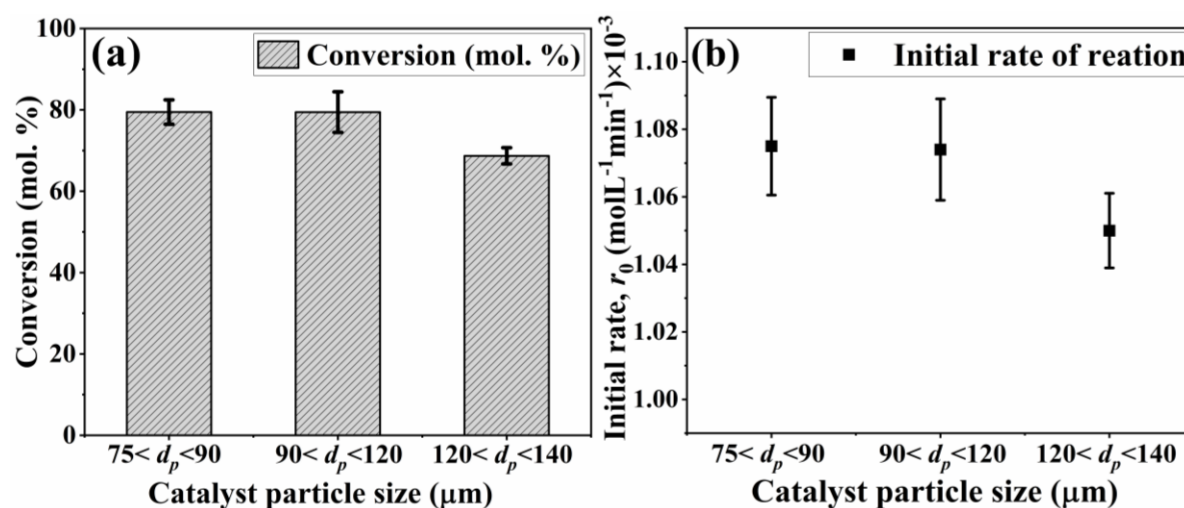 (a)
Conversion (mol. %)
Conversion (mol. %)
100
80
60
40
20
0
75< dp<90
90< dp<120
120< dp<140
Catalyst particle size (μm)
(b)
Initial rate of reation
Initial rate, r0 (molL-1min-1)×10-3
1.10
1.08
1.06
1.04
1.02
1.00
75< dp<90
90< dp<120
120< dp<140
Catalyst particle size (μm)